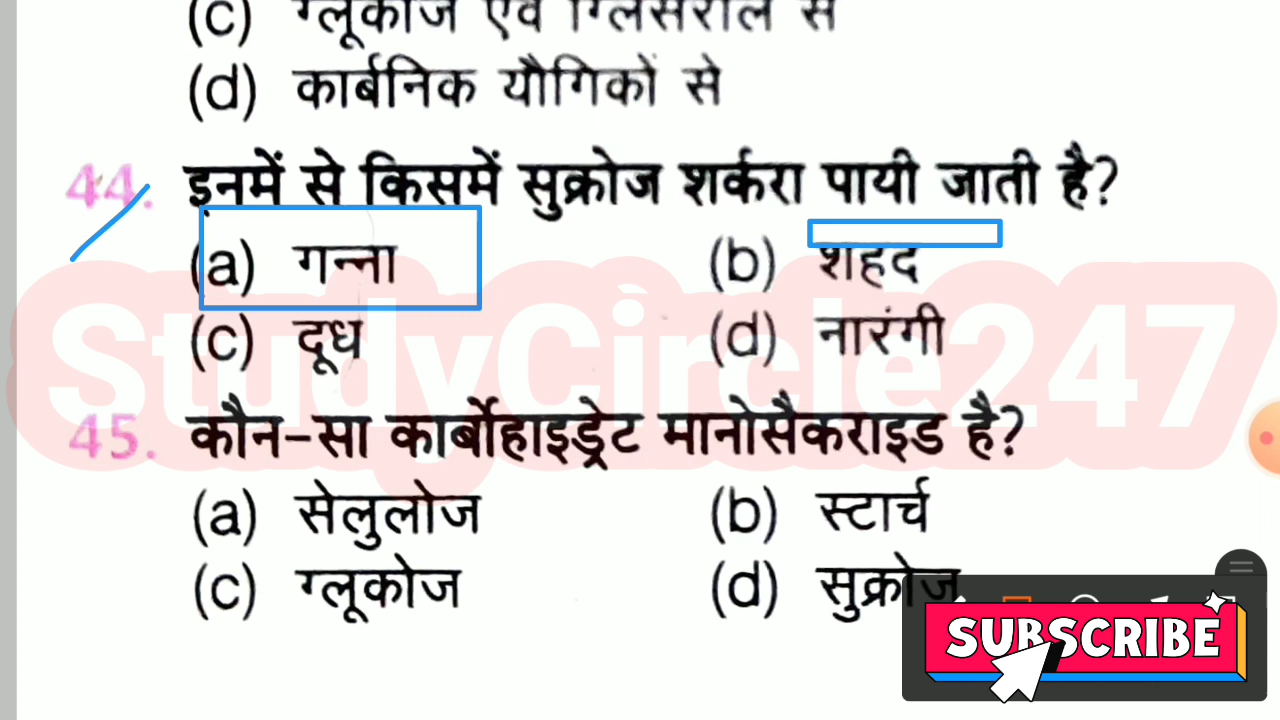 (c) ग्लूकोज एवं ग्लिसरॉल से
(d) कार्बनिक यौगिकों से
44. इनमें से किसमें सुक्रोज शर्करा पायी जाती है?
(a) गन्ना (b) शहद
(c) दूध (d) नारंगी
StudyCircle247
45. कौन-सा कार्बोहाइड्रेट मानोसैकराइड है?
(a) सेलुलोज (b) स्टार्च
(c) ग्लूकोज (d) सुक्रोज
SUBSCRIBE